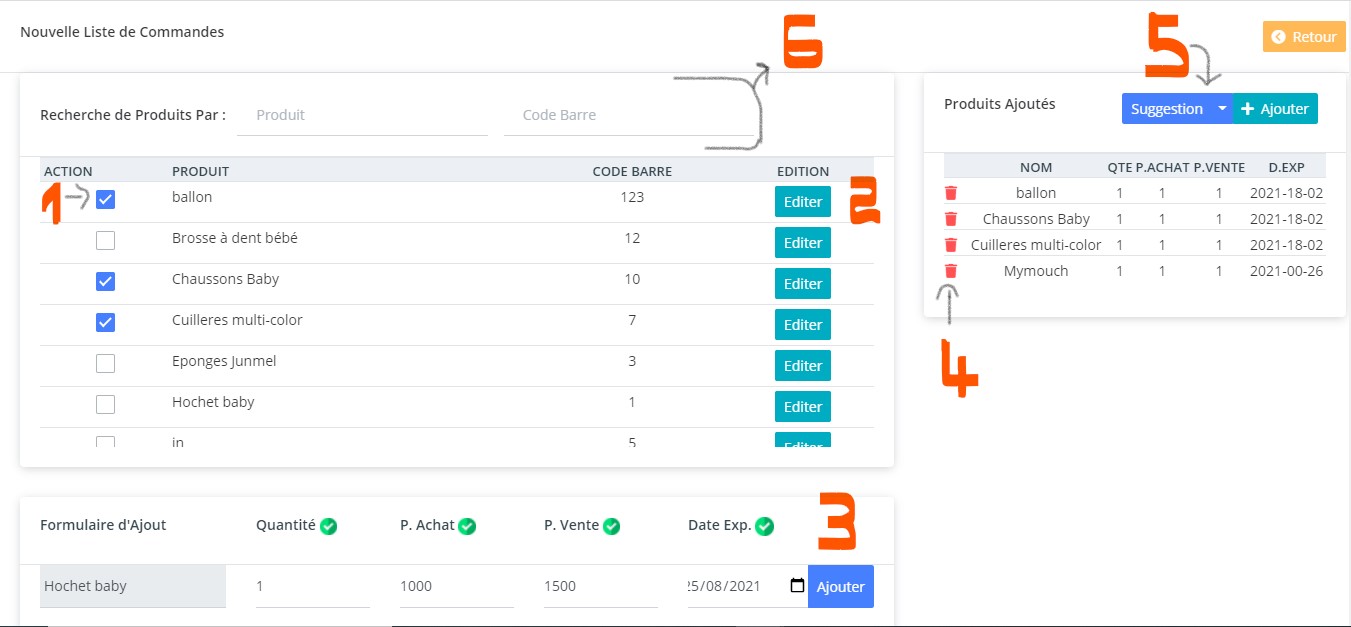 Nouvelle Liste de Commandes
6
5
Retour
Recherche de Produits Par : Produit Code Barre
Produits Ajoutés Suggestion + Ajouter
ACTION PRODUIT CODE BARRE EDITION
1 ballon 123 Editer 2
Brosse à dent bébé 12 Editer
Chaussons Baby 10 Editer
Cuilleres multi-color 7 Editer
Eponges Junmel 3 Editer
Hochet baby 1 Editer
in 5 Editer
NOM QTE P.ACHAT P.VENTE D.EXP
ballon 1 1 1 2021-18-02
Chaussons Baby 1 1 1 2021-18-02
Cuilleres multi-color 1 1 1 2021-18-02
Mymouch 1 1 1 2021-00-26
4
Formulaire d'Ajout Quantité P. Achat P. Vente Date Exp. 3
Hochet baby 1 1000 1500 25/08/2021 Ajouter